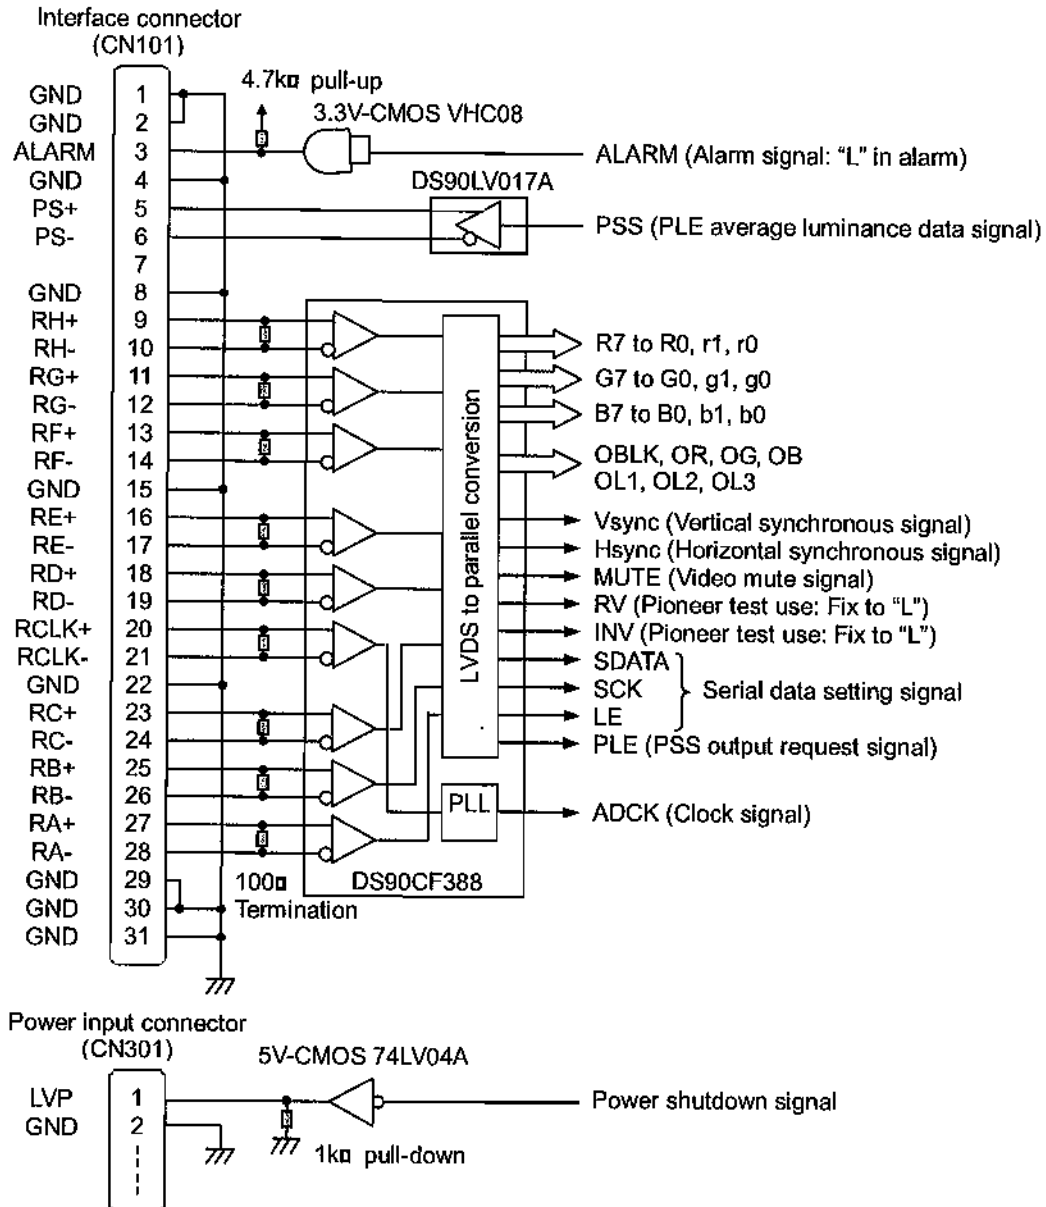 Interface connector
(CN101)
4.7k¤ pull-up
3.3V-CMOS VHC08
GND 1
GND 2
ALARM 3
ALARM (Alarm signal: "L" in alarm)
GND 4
DS90LV017A
PS+ 5
PS- 6
PSS (PLE average luminance data signal)
7
GND 8
RH+ 9
RH- 10
R7 to R0, r1, r0
RG+ 11
G7 to G0, g1, g0
RG- 12
B7 to B0, b1, b0
RF+ 13
RF- 14
OBLK, OR, OG, OB
OL1, OL2, OL3
GND 15
RE+ 16
Vsync (Vertical synchronous signal)
RE- 17
Hsync (Horizontal synchronous signal)
RD+ 18
MUTE (Video mute signal)
RD- 19
RV (Pioneer test use: Fix to "L")
RCLK+ 20
INV (Pioneer test use: Fix to "L")
RCLK- 21
SDATA
GND 22
SCK
Serial data setting signal
RC+ 23
LE
RC- 24
PLE (PSS output request signal)
LVDS to parallel conversion
RB+ 25
RB- 26
PLL
RA+ 27
ADCK (Clock signal)
RA- 28
GND 29
100¤
DS90CF388
GND 30
Termination
GND 31
Power input connector
(CN301)
5V-CMOS 74LV04A
LVP 1
Power shutdown signal
GND 2
1k¤ pull-down